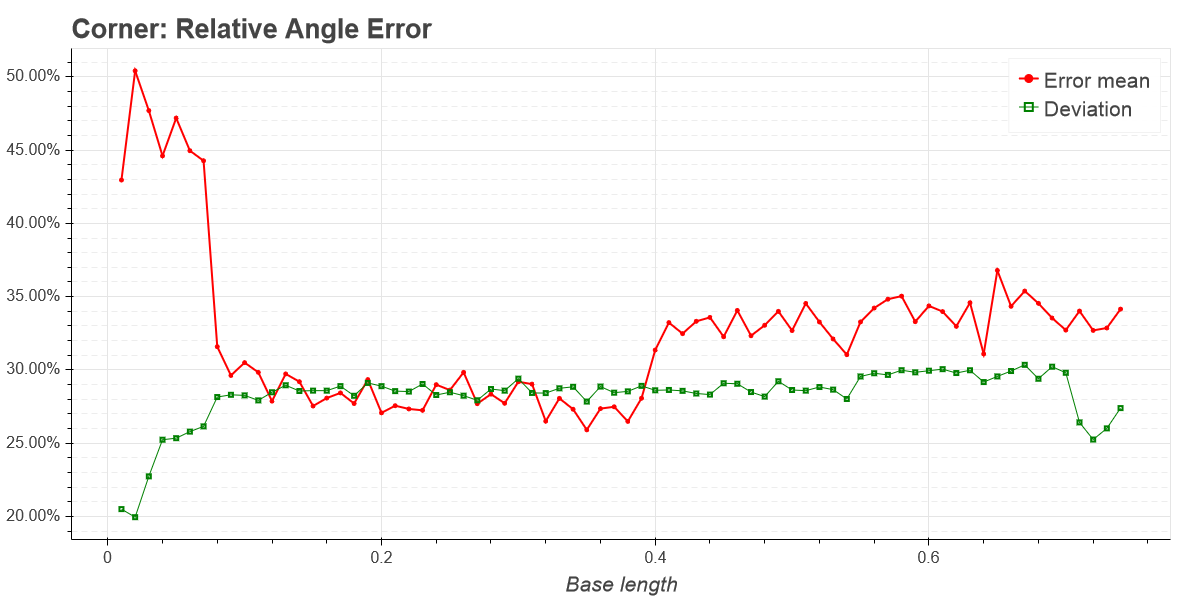 Corner: Relative Angle Error
50.00%
45.00%
40.00%
35.00%
30.00%
25.00%
20.00%
Error mean
Deviation
0 0.2 0.4 0.6
Base length